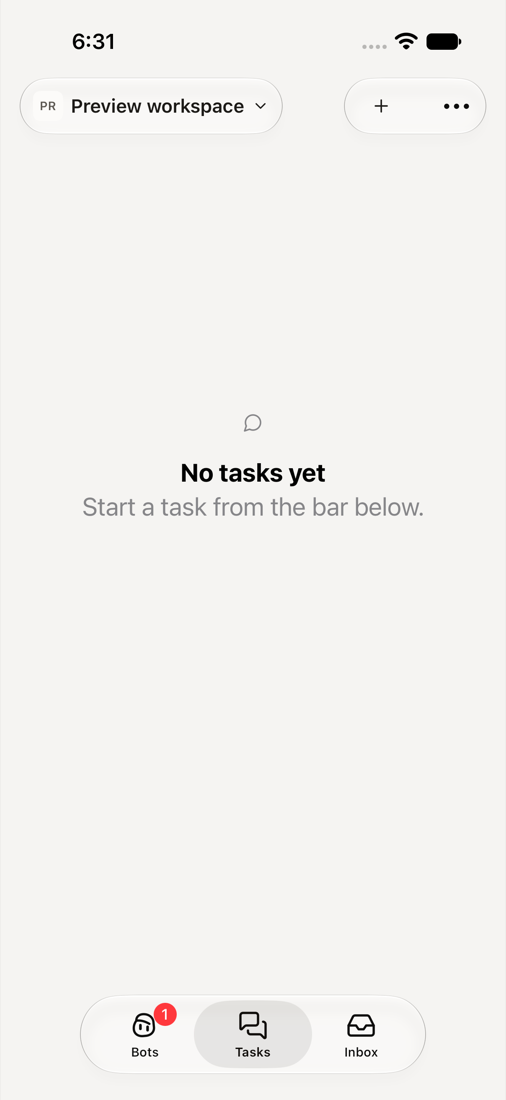 6:31
PR Preview workspace
No tasks yet
Start a task from the bar below.
1
Bots
Tasks
Inbox